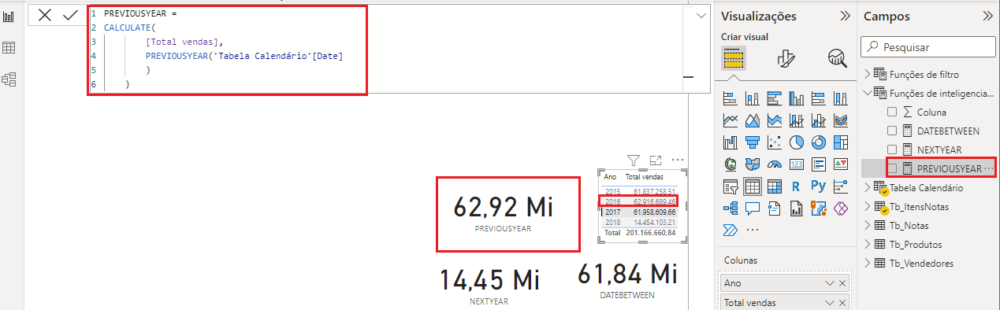 1 PREVIOUSYEAR =
2 CALCULATE(
3 [Total vendas],
4 PREVIOUSYEAR('Tabela Calendário'[Date]
5 )
6 )
62,92 Mi
PREVIOUSYEAR
14,45 Mi
NEXTYEAR
61,84 Mi
DATEBETWEEN
Ano Total vendas
2015 61.837.258,51
2016 62.916.689,46
2017 61.958.609,66
2018 14.454.103,21
Total 201.166.660,84
Visualizações
Criar visual
123
R Py
Colunas
Ano
Total vendas
Campos
Pesquisar
Funções de filtro
Funções de inteligencia...
Coluna
DATEBETWEEN
NEXTYEAR
PREVIOUSYEAR
Tabela Calendário
Tb_ItensNotas
Tb_Notas
Tb_Produtos
Tb_Vendedores